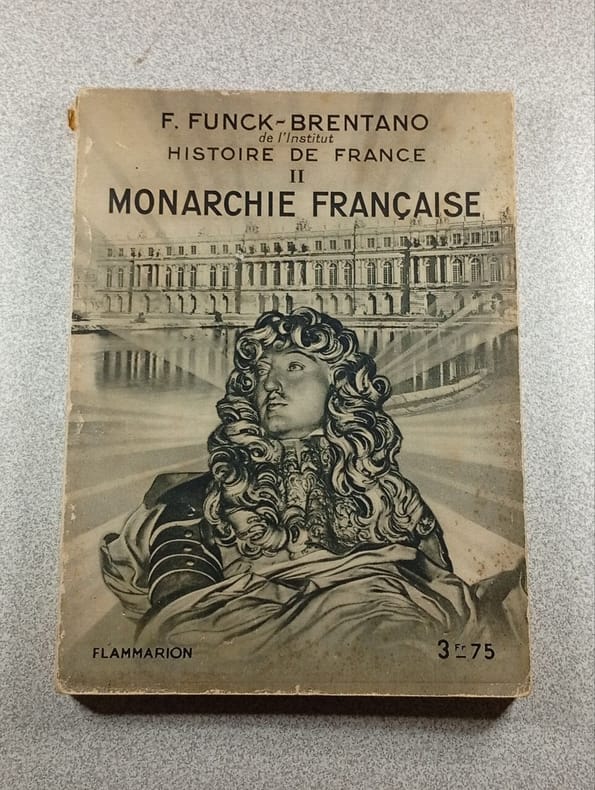 F. FUNCK-BRENTANO
de l'Institut
HISTOIRE DE FRANCE
II
MONARCHIE FRANÇAISE
FLAMMARION
3 Fr 75